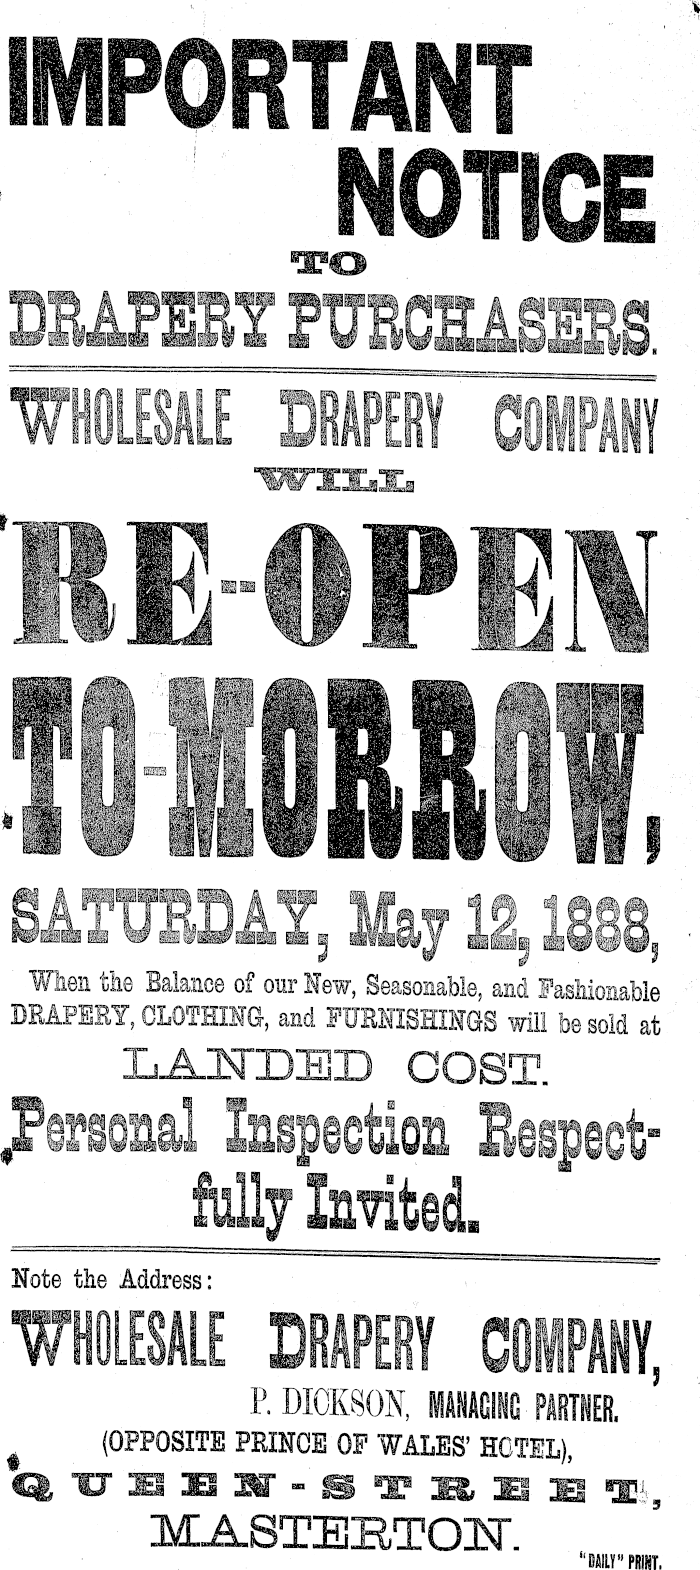 IMPORTANT
NOTICE
TO
DRAPERY PURCHASERS.
WHOLESALE DRAPERY COMPANY
WILL
RE-OPEN
TO-MORROW,
SATURDAY, May 12, 1888,
When the Balance of our New, Seasonable, and Fashionable
DRAPERY, CLOTHING, and FURNISHINGS will be sold at
LANDED COST.
Personal Inspection Respect-
fully Invited.
Note the Address:
WHOLESALE DRAPERY COMPANY,
P. DICKSON, MANAGING PARTNER.
(OPPOSITE PRINCE OF WALES' HOTEL),
QUEEN-STREET,
MASTERTON.
"DAILY" PRINT.